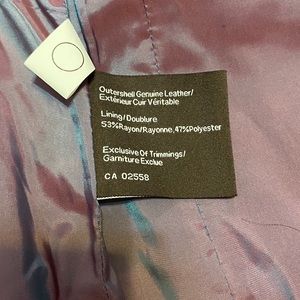 O
Outershell Genuine Leather/
Extérieur Cuir Véritable
Lining/Doublure
53%Rayon/Rayonne,47%Polyester
Exclusive Of Trimmings/
Garniture Exclue
CA 02558